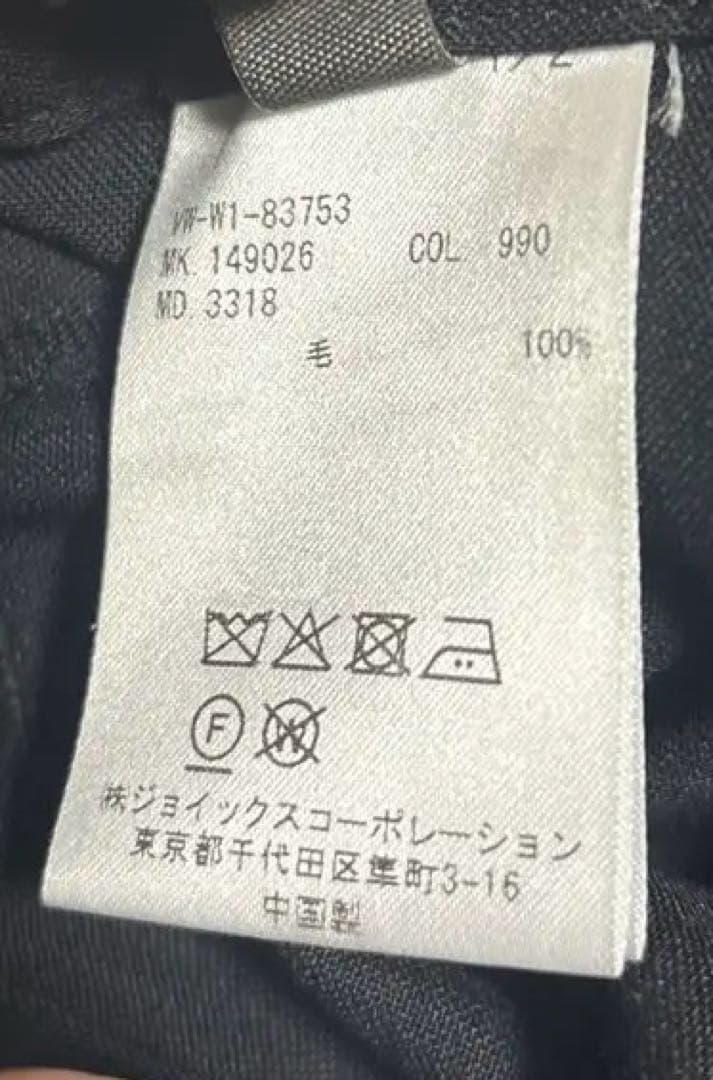 VW-W1-83753
MK. 149026 COL 990
MD. 3318
毛 100%
F W
㈱ジョイックスコーポレーション
東京都千代田区隼町3-16
中国製